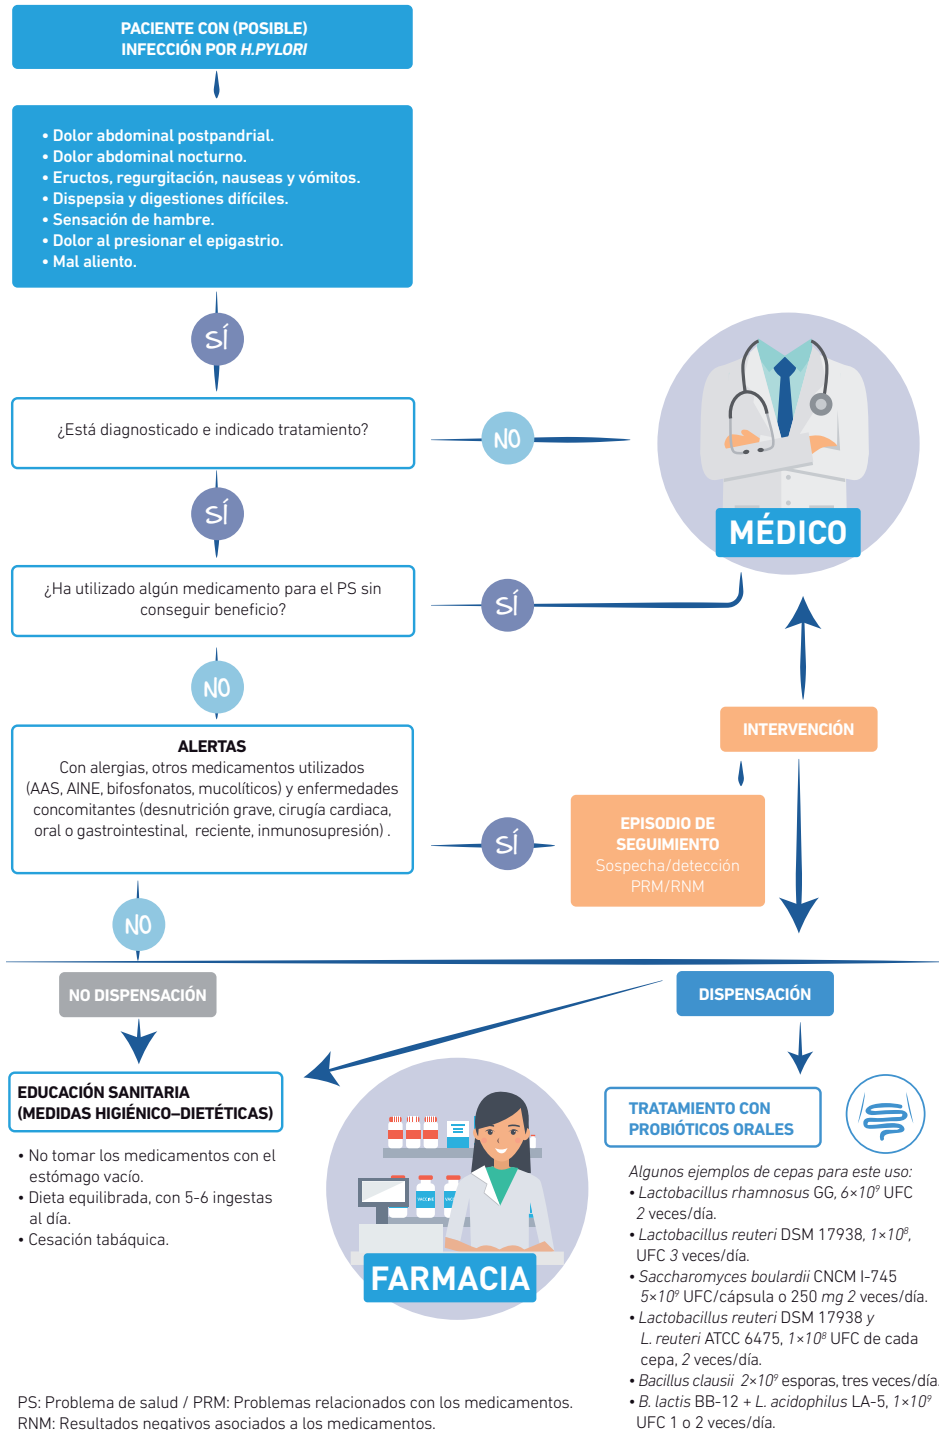 PACIENTE CON (POSIBLE)
INFECCIÓN POR H.PYLORI
• Dolor abdominal postpandrial.
• Dolor abdominal nocturno.
• Eructos, regurgitación, nauseas y vómitos.
• Dispepsia y digestiones difíciles.
• Sensación de hambre.
• Dolor al presionar el epigastrio.
• Mal aliento.
SÍ
¿Está diagnosticado e indicado tratamiento?
NO
MÉDICO
SÍ
¿Ha utilizado algún medicamento para el PS sin
conseguir beneficio?
SÍ
NO
ALERTAS
Con alergias, otros medicamentos utilizados
(AAS, AINE, bifosfonatos, mucolíticos) y enfermedades
concomitantes (desnutrición grave, cirugía cardiaca,
oral o gastrointestinal, reciente, inmunosupresión) .
SÍ
INTERVENCIÓN
EPISODIO DE
SEGUIMIENTO
Sospecha/detección
PRM/RNM
NO
NO DISPENSACIÓN
DISPENSACIÓN
EDUCACIÓN SANITARIA
(MEDIDAS HIGIÉNICO–DIETÉTICAS)
• No tomar los medicamentos con el
estómago vacío.
• Dieta equilibrada, con 5-6 ingestas
al día.
• Cesación tabáquica.
VACCINE
FARMACIA
TRATAMIENTO CON
PROBIÓTICOS ORALES
Algunos ejemplos de cepas para este uso:
• Lactobacillus rhamnosus GG, 6×10⁹ UFC
2 veces/día.
• Lactobacillus reuteri DSM 17938, 1×10⁸,
UFC 3 veces/día.
• Saccharomyces boulardii CNCM I-745
5×10⁹ UFC/cápsula o 250 mg 2 veces/día.
• Lactobacillus reuteri DSM 17938 y
L. reuteri ATCC 6475, 1×10⁸ UFC de cada
cepa, 2 veces/día.
• Bacillus clausii 2×10⁹ esporas, tres veces/día.
• B. lactis BB-12 + L. acidophilus LA-5, 1×10⁹
UFC 1 o 2 veces/día.
PS: Problema de salud / PRM: Problemas relacionados con los medicamentos.
RNM: Resultados negativos asociados a los medicamentos.